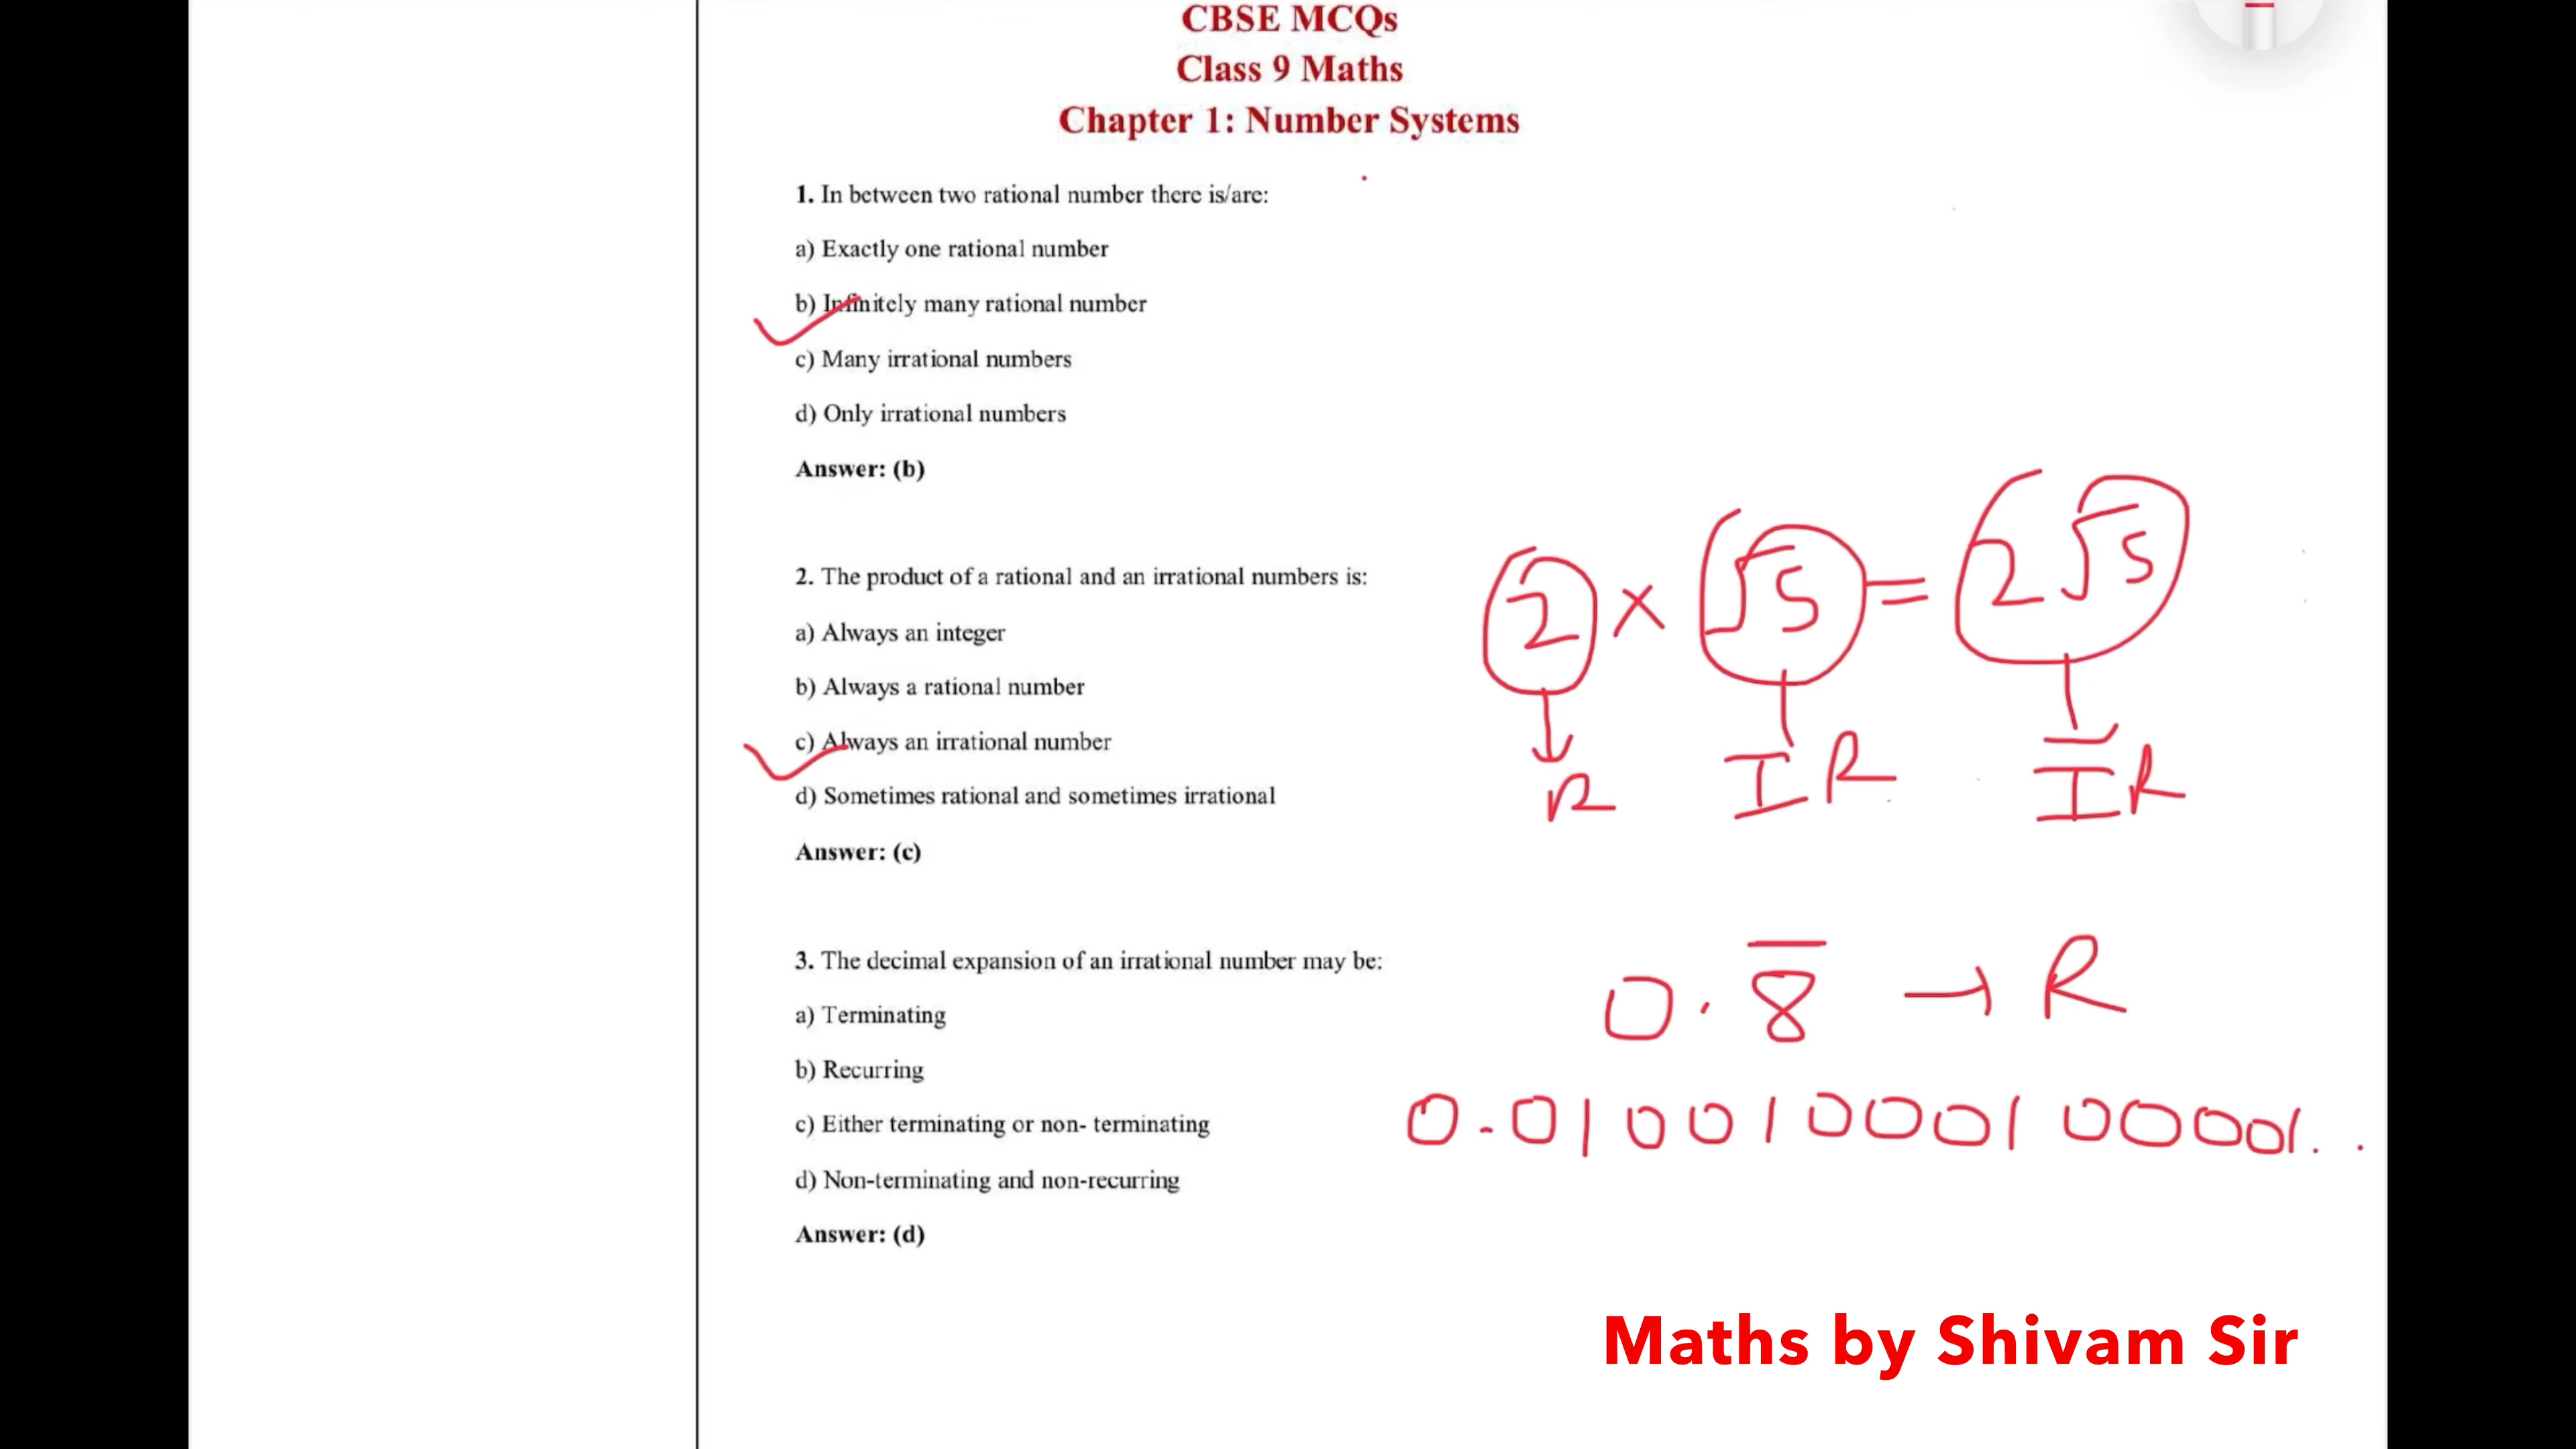 CBSE MCQs
Class 9 Maths
Chapter 1: Number Systems
1. In between two rational number there is/are:
a) Exactly one rational number
b) Infinitely many rational number
c) Many irrational numbers
d) Only irrational numbers
Answer: (b)
2. The product of a rational and an irrational numbers is:
a) Always an integer
b) Always a rational number
c) Always an irrational number
d) Sometimes rational and sometimes irrational
Answer: (c)
2 × √5 = 2√5
R IR IR
3. The decimal expansion of an irrational number may be:
a) Terminating
b) Recurring
c) Either terminating or non- terminating
d) Non-terminating and non-recurring
Answer: (d)
0.8̅ → R
0.01001000100001..
Maths by Shivam Sir